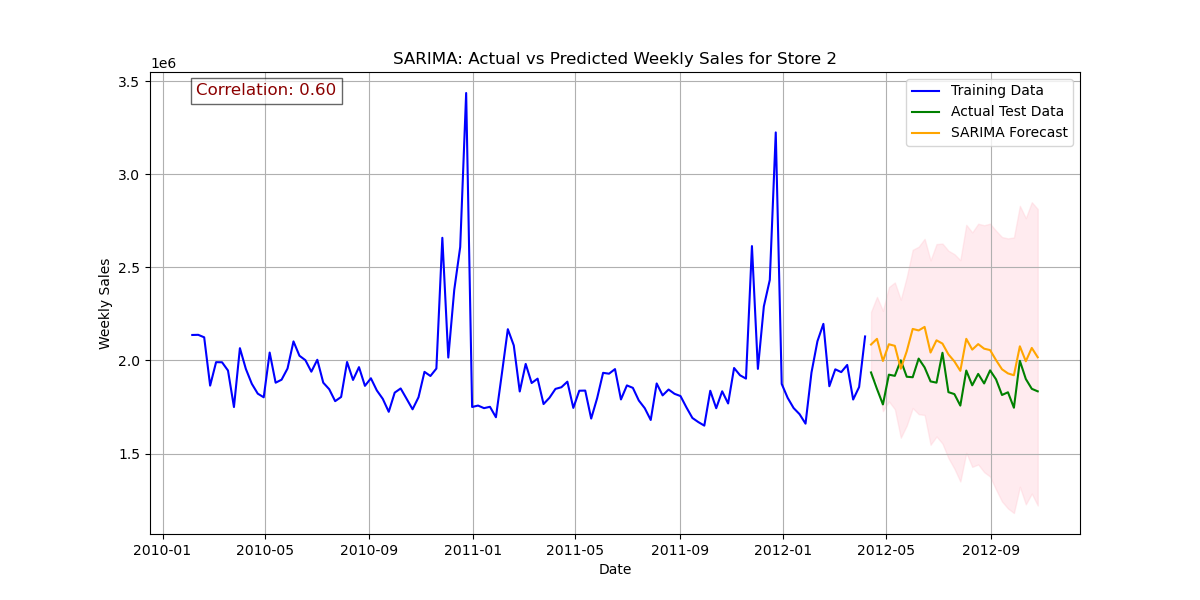 SARIMA: Actual vs Predicted Weekly Sales for Store 2
1e6
Correlation: 0.60
Training Data
Actual Test Data
SARIMA Forecast
3.5
3.0
2.5
2.0
1.5
Weekly Sales
2010-01 2010-05 2010-09 2011-01 2011-05 2011-09 2012-01 2012-05 2012-09
Date